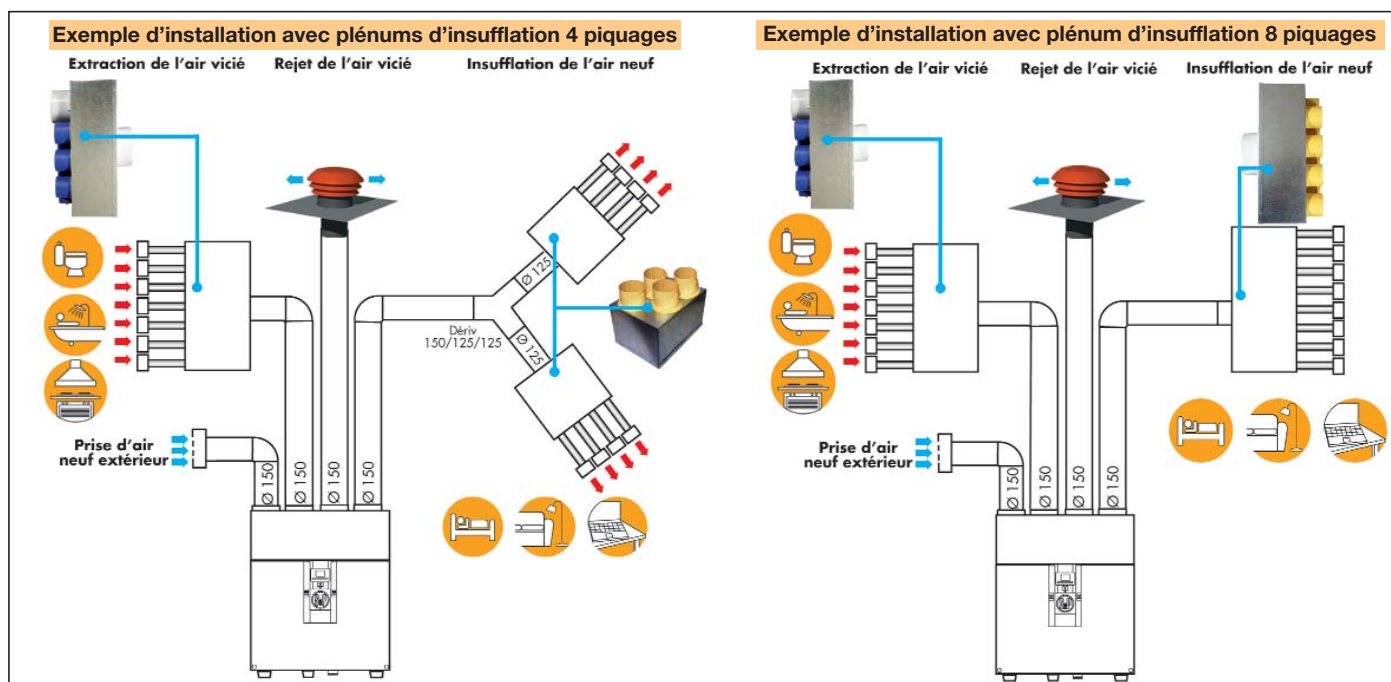 Exemple d'installation avec plénums d'insufflation 4 piquages
Extraction de l'air vicié
Rejet de l'air vicié
Insufflation de l'air neuf
Ø 125
Dériv
150/125/125
Ø 125
Prise d'air
neuf extérieur
Ø 150
Ø 150
Ø 150
Ø 150
Exemple d'installation avec plénum d'insufflation 8 piquages
Extraction de l'air vicié
Rejet de l'air vicié
Insufflation de l'air neuf
Prise d'air
neuf extérieur
Ø 150
Ø 150
Ø 150
Ø 150